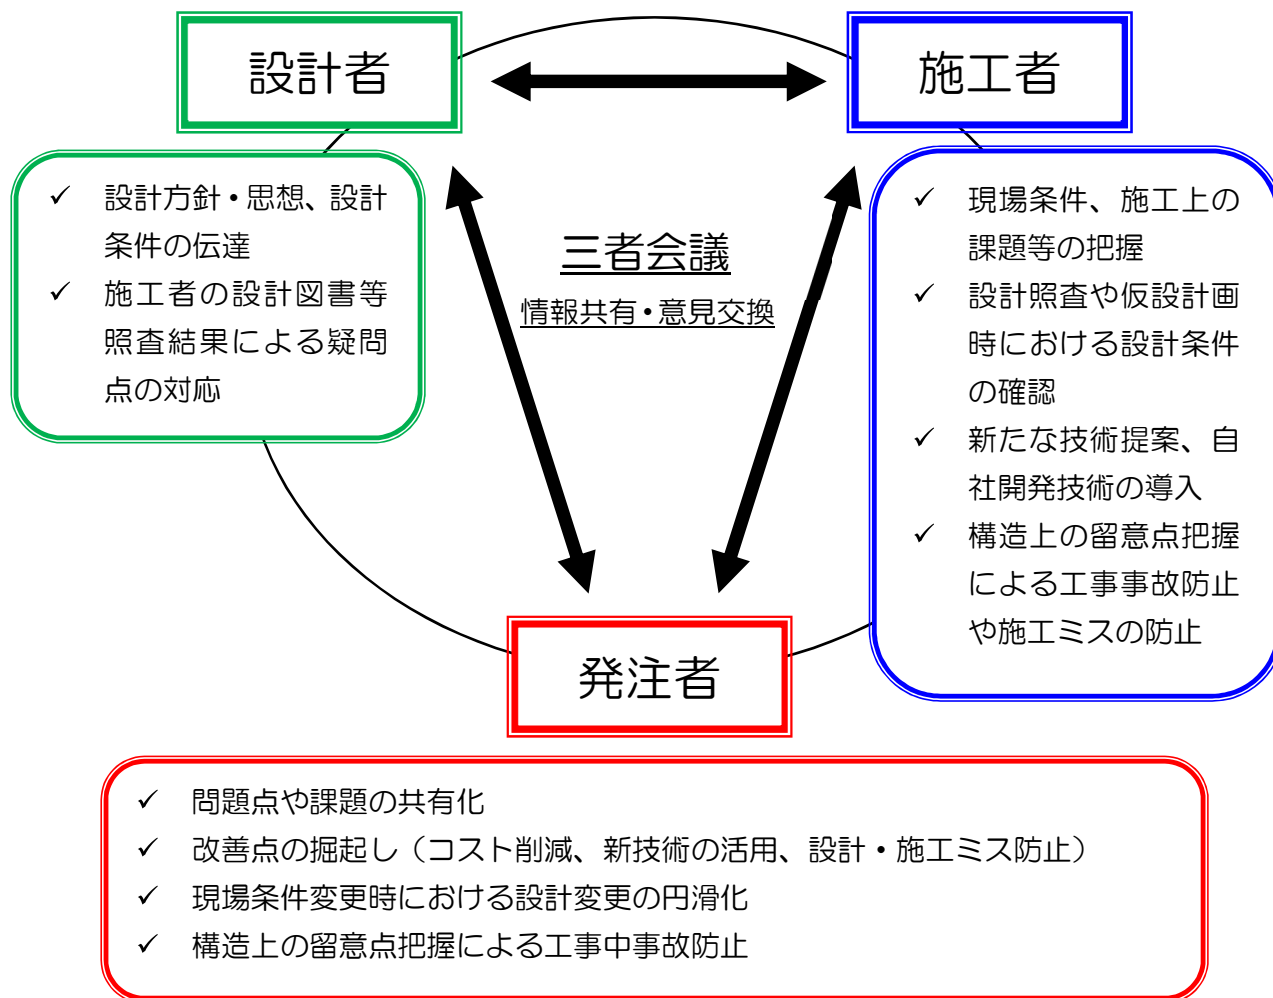 設計者
施工者
✓ 設計方針・思想、設計
条件の伝達
✓ 施工者の設計図書等
照査結果による疑問
点の対応
三者会議
情報共有・意見交換
✓ 現場条件、施工上の
課題等の把握
✓ 設計照査や仮設計画
時における設計条件
の確認
✓ 新たな技術提案、自
社開発技術の導入
✓ 構造上の留意点把握
による工事事故防止
や施工ミスの防止
発注者
✓ 問題点や課題の共有化
✓ 改善点の掘起し（コスト削減、新技術の活用、設計・施工ミス防止）
✓ 現場条件変更時における設計変更の円滑化
✓ 構造上の留意点把握による工事中事故防止